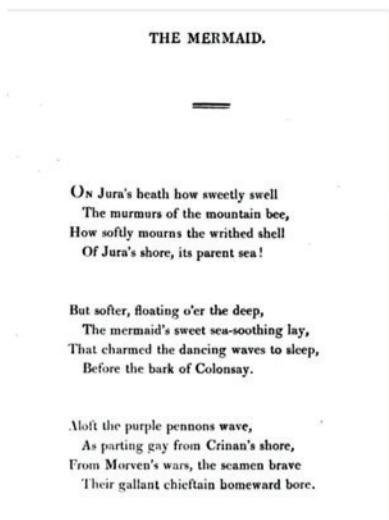 THE MERMAID.
ON Jura's heath how sweetly swell
The murmurs of the mountain bee,
How softly mourns the writhed shell
Of Jura's shore, its parent sea!
But softer, floating o'er the deep,
The mermaid's sweet sea-soothing lay,
That charmed the dancing waves to sleep,
Before the bark of Colonsay.
Aloft the purple pennons wave,
As parting gay from Crinan's shore,
From Morven's wars, the seamen brave
Their gallant chieftain homeward bore.